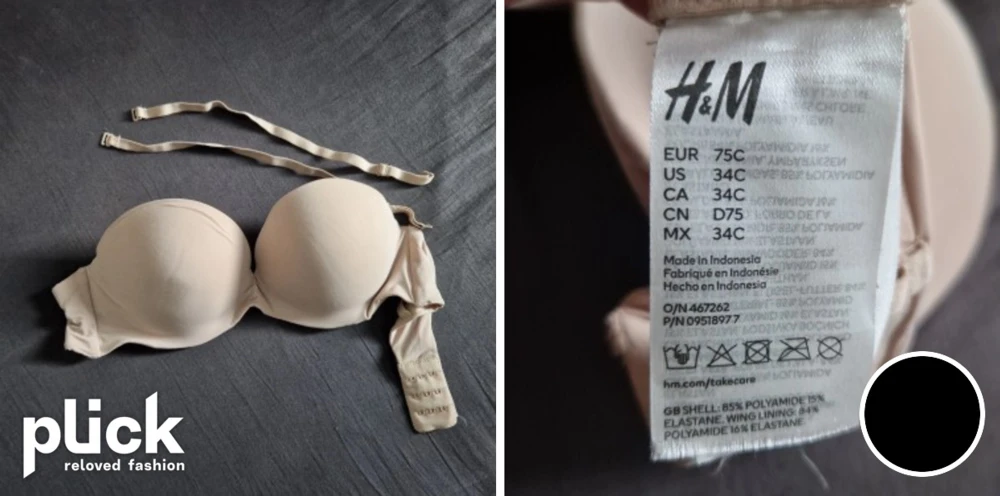 plick
reloved fashion
H&M
EUR 75C
US 34C
CA 34C
CN D75
MX 34C
Made in Indonesia
Fabriqué en Indonésie
Hecho en Indonesia
O/N 467262
P/N 09518977
hm.com/takecare
GB SHELL: 85% POLYAMIDE 15%
ELASTANE. WING LINING: 84%
POLYAMIDE 16% ELASTANE.